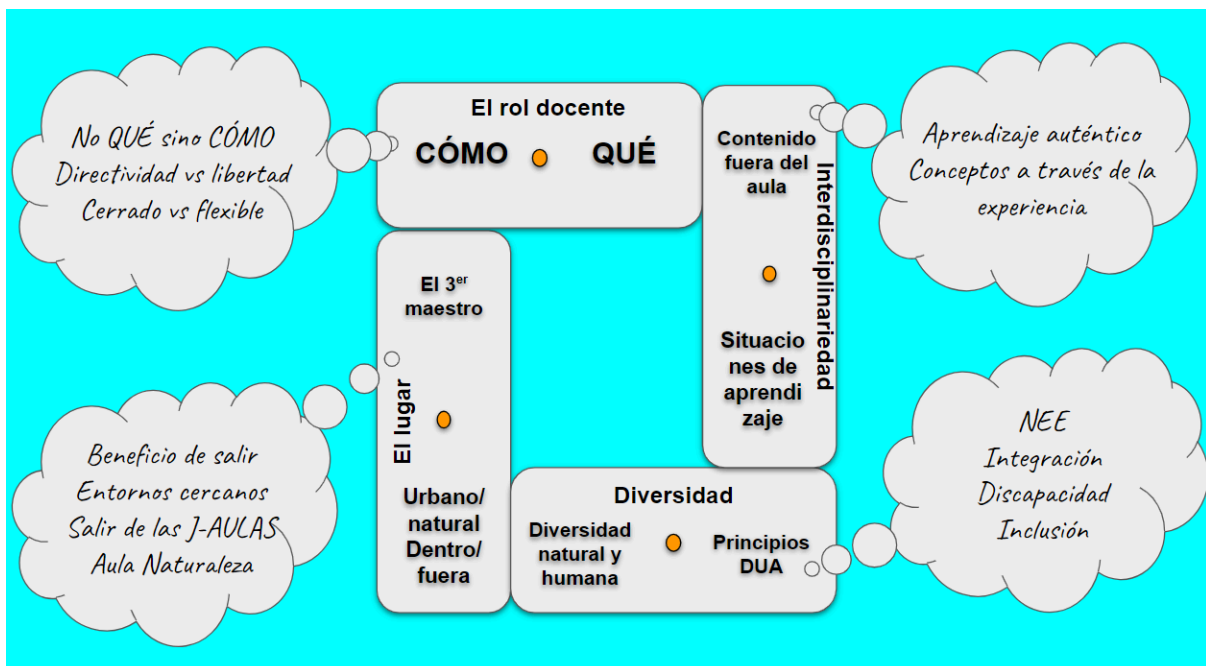 No QUÉ sino CÓMO
Directividad vs libertad
Cerrado vs flexible
El rol docente
CÓMO QUÉ
Contenido
fuera del
aula
Interdisciplinariedad
Situacio
nes de
aprendi
zaje
Aprendizaje auténtico
Conceptos a través de la
experiencia
El 3er
maestro
El lugar
Urbano/
natural
Dentro/
fuera
Beneficio de salir
Entornos cercanos
Salir de las J-AULAS
Aula Naturaleza
Diversidad
Diversidad
natural y
humana
Principios
DUA
NEE
Integración
Discapacidad
Inclusión